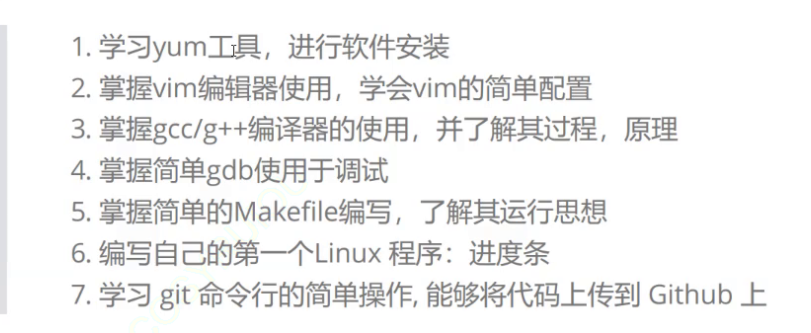 1. 学习yum工具，进行软件安装
2. 掌握vim编辑器使用，学会vim的简单配置
3. 掌握gcc/g++编译器的使用，并了解其过程，原理
4. 掌握简单gdb使用于调试
5. 掌握简单的Makefile编写，了解其运行思想
6. 编写自己的第一个Linux 程序：进度条
7. 学习 git 命令行的简单操作, 能够将代码上传到 Github 上